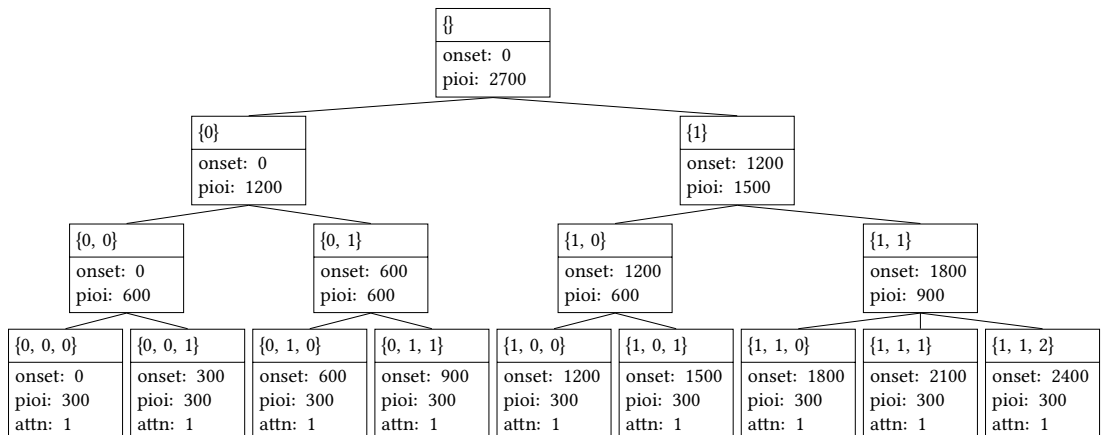 {}
onset: 0
pioi: 2700
{0}
onset: 0
pioi: 1200
{1}
onset: 1200
pioi: 1500
{0, 0}
onset: 0
pioi: 600
{0, 1}
onset: 600
pioi: 600
{1, 0}
onset: 1200
pioi: 600
{1, 1}
onset: 1800
pioi: 900
{0, 0, 0}
onset: 0
pioi: 300
attn: 1
{0, 0, 1}
onset: 300
pioi: 300
attn: 1
{0, 1, 0}
onset: 600
pioi: 300
attn: 1
{0, 1, 1}
onset: 900
pioi: 300
attn: 1
{1, 0, 0}
onset: 1200
pioi: 300
attn: 1
{1, 0, 1}
onset: 1500
pioi: 300
attn: 1
{1, 1, 0}
onset: 1800
pioi: 300
attn: 1
{1, 1, 1}
onset: 2100
pioi: 300
attn: 1
{1, 1, 2}
onset: 2400
pioi: 300
attn: 1